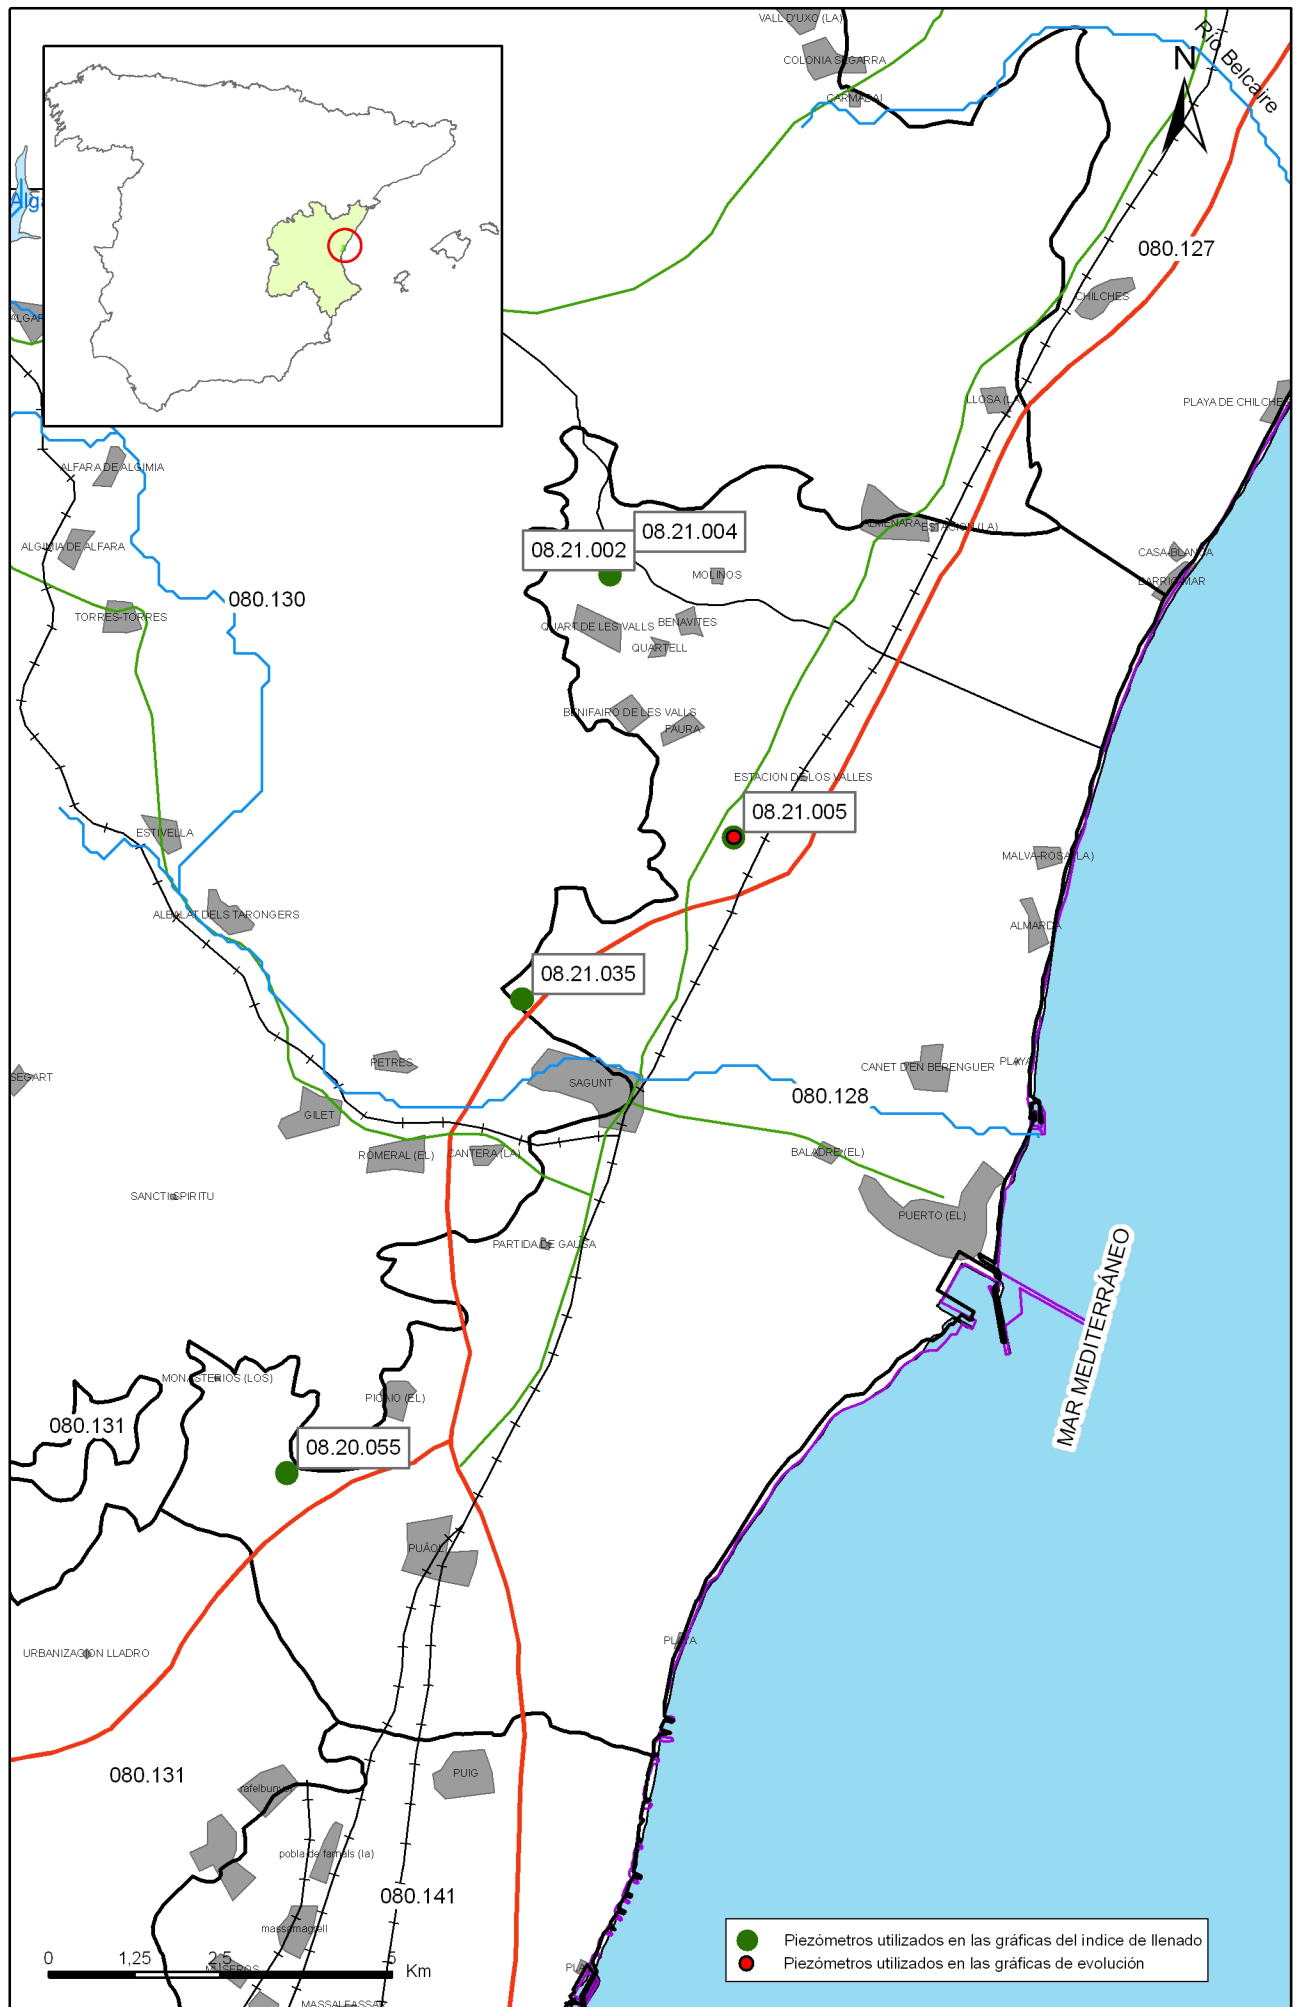 VALL D'UXO (LA)
COLONIA SEGARRA
CARMADAI
Río Belcaire
N
080.127
CHILCHES
LLOSA (LA)
PLAYA DE CHILCHE
ALFARA DE ALGIMIA
ALGIMIA DE ALFARA
TORRES-TORRES
080.130
08.21.004
08.21.002
MOLINOS
ALMENARA
ESTACION (LA)
CASA-BLANCA
BARRIO-MAR
QUART DE LES VALLS
BENAVITES
QUARTELL
BENIFAIRO DE LES VALLS
FAURA
ESTACION DE LOS VALLES
08.21.005
ESTIVELLA
ALBALAT DELS TARONGERS
MALVA-ROSA (LA)
ALMARDA
08.21.035
SEGART
PETRES
SAGUNT
CANET D'EN BERENGUER
PLAYA
080.128
GILET
ROMERAL (EL)
CANTERA (LA)
BALADRE (EL)
SANCTI SPIRITU
PUERTO (EL)
PARTIDA DE GAUSA
MAR MEDITERRÁNEO
MONASTERIOS (LOS)
PICAIO (EL)
080.131
08.20.055
PUÃOL
URBANIZACION LLADRO
PLAYA
080.131
PUIG
rafelbunyol
pobla de farnals (la)
080.141
massamagrell
MUSEROS
MASSALFASSAR
PLA
0 1,25 2,5 5
Km
Piezómetros utilizados en las gráficas del indice de llenado
Piezómetros utilizados en las gráficas de evolución